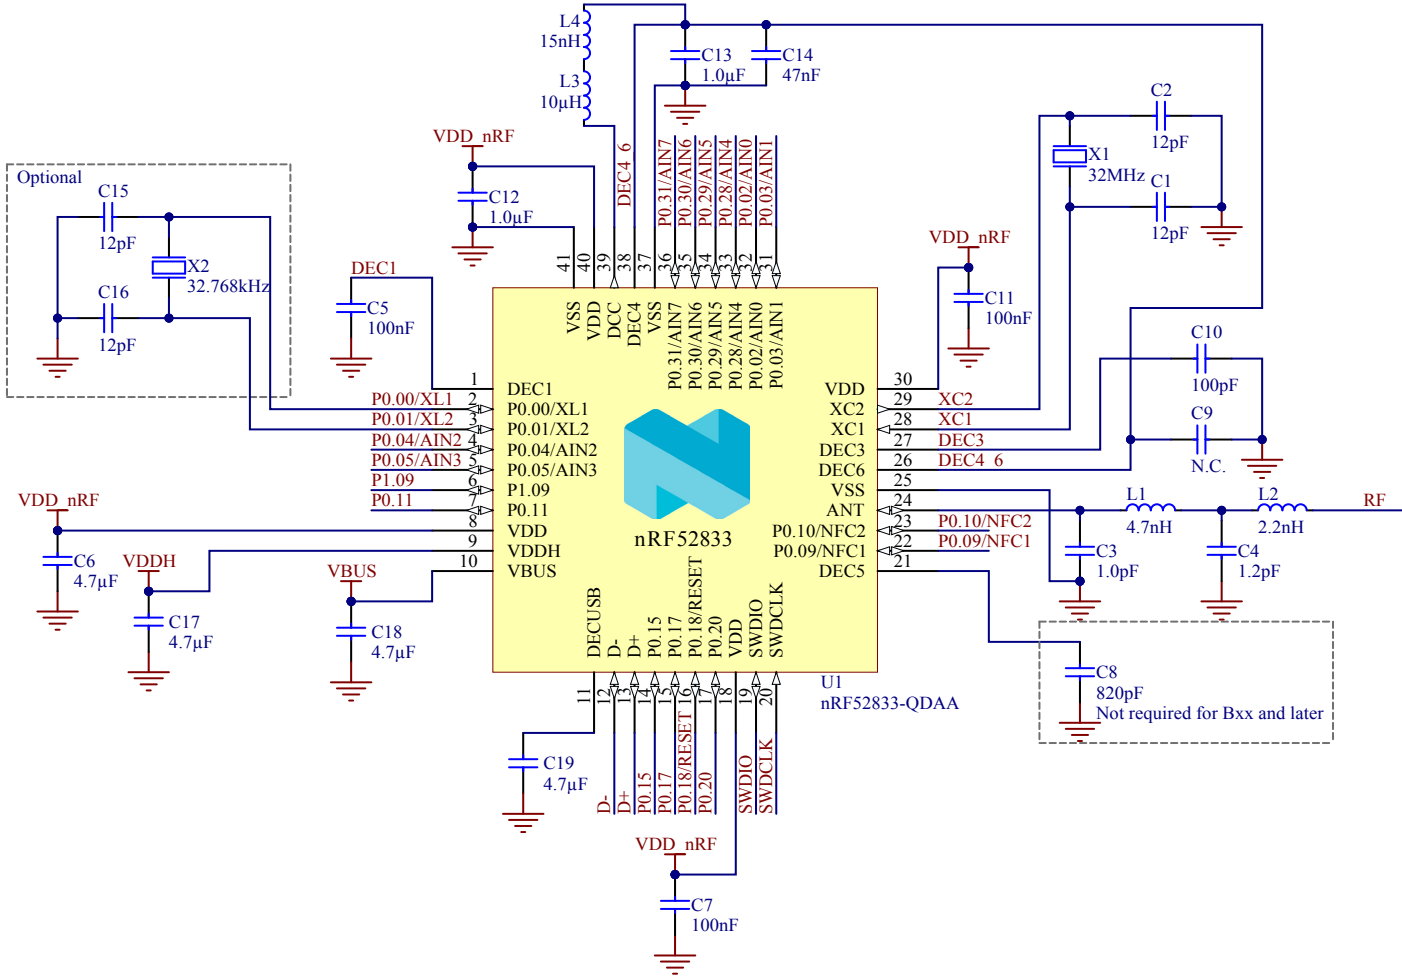 L4
15nH
L3
10µH
C13
1.0µF
C14
47nF
C2
12pF
X1
32MHz
C1
12pF
VDD_nRF
C12
1.0µF
DEC4_6
P0.31/AIN7
P0.30/AIN6
P0.29/AIN5
P0.28/AIN4
P0.02/AIN0
P0.03/AIN1
Optional
C15
12pF
X2
32.768kHz
C16
12pF
DEC1
C5
100nF
VDD_nRF
C11
100nF
C10
100pF
C9
N.C.
41
40
39
38
37
36
35
34
33
32
31
VSS
VDD
DCC
DEC4
VSS
P0.31/AIN7
P0.30/AIN6
P0.29/AIN5
P0.28/AIN4
P0.02/AIN0
P0.03/AIN1
1 DEC1
P0.00/XL1 2 P0.00/XL1
P0.01/XL2 3 P0.01/XL2
P0.04/AIN2 4 P0.04/AIN2
P0.05/AIN3 5 P0.05/AIN3
P1.09 6 P1.09
P0.11 7 P0.11
8 VDD
9 VDDH
10 VBUS
VDD 30
XC2 29 XC2
XC1 28 XC1
DEC3 27 DEC3
DEC6 26 DEC4_6
VSS 25
ANT 24
P0.10/NFC2 23 P0.10/NFC2
P0.09/NFC1 22 P0.09/NFC1
DEC5 21
nRF52833
L1
4.7nH
L2
2.2nH
RF
C3
1.0pF
C4
1.2pF
VDD_nRF
C6
4.7µF
VDDH
C17
4.7µF
VBUS
C18
4.7µF
DECUSB
D-
D+
P0.15
P0.17
P0.18/RESET
P0.20
VDD
SWDIO
SWDCLK
11
12
13
14
15
16
17
18
19
20
U1
nRF52833-QDAA
C8
820pF
Not required for Bxx and later
C19
4.7µF
D-
D+
P0.15
P0.17
P0.18/RESET
P0.20
SWDIO
SWDCLK
VDD_nRF
C7
100nF